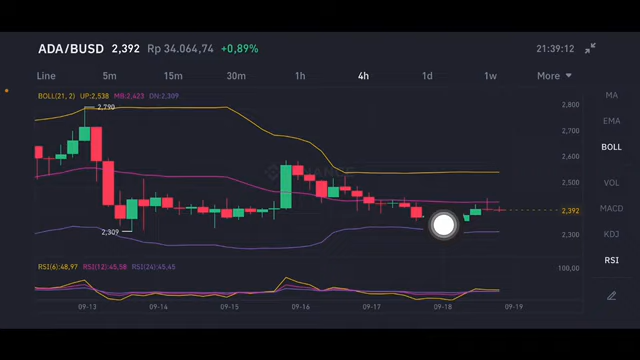 ADA/BUSD 2,392 Rp 34.064,74 +0,89% 21:39:12
Line 5m 15m 30m 1h 4h 1d 1w More
BOLL(21, 2) UP:2,538 MB:2,423 DN:2,309
MA
EMA
BOLL
VOL
MACD
KDJ
RSI
2,800
2,700
2,600
2,500
2,392
2,300
2,790
2,309
BINANCE
RSI(6):48,97 RSI(12):45,58 RSI(24):45,45
100,00
09-13 09-14 09-15 09-16 09-17 09-18 09-19